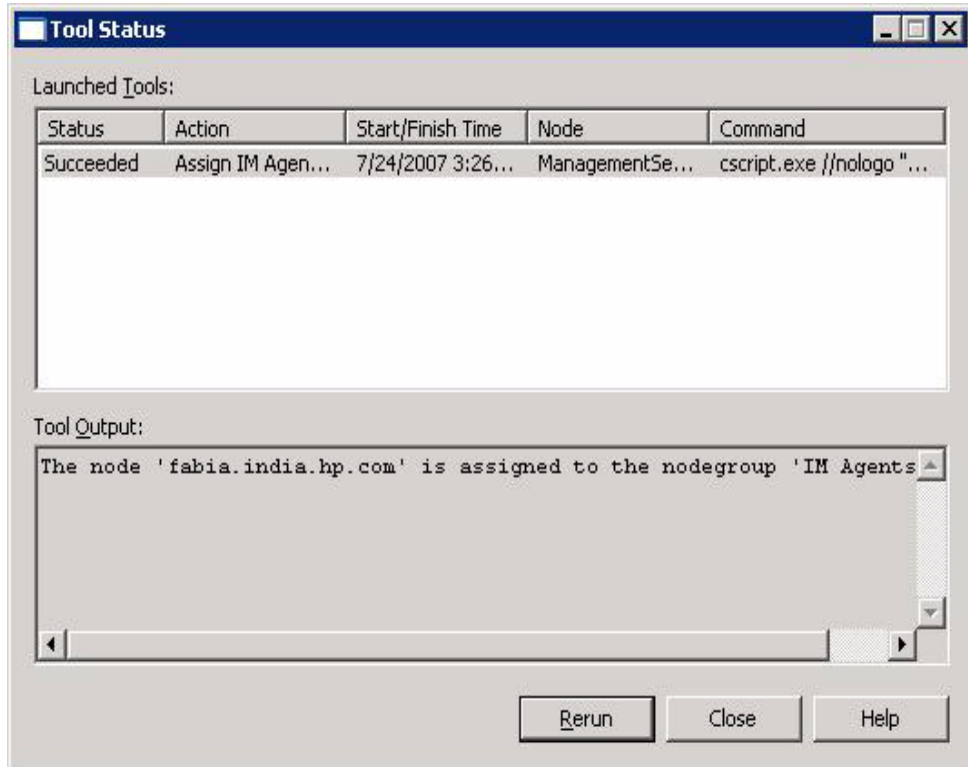 Tool Status
Launched Tools:
Status Action Start/Finish Time Node Command
Succeeded Assign IM Agen... 7/24/2007 3:26... ManagementSe... cscript.exe //nologo "...
Tool Output:
The node 'fabia.india.hp.com' is assigned to the nodegroup 'IM Agents
Rerun Close Help